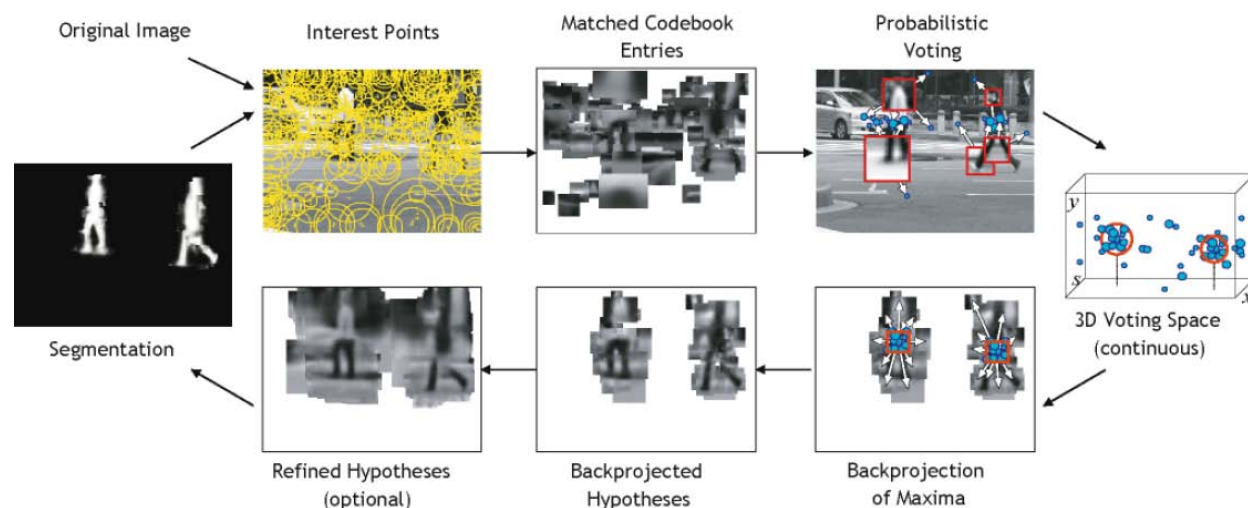 Original Image
Interest Points
Matched Codebook
Entries
Probabilistic
Voting
y
s
x
3D Voting Space
(continuous)
Segmentation
Refined Hypotheses
(optional)
Backprojected
Hypotheses
Backprojection
of Maxima